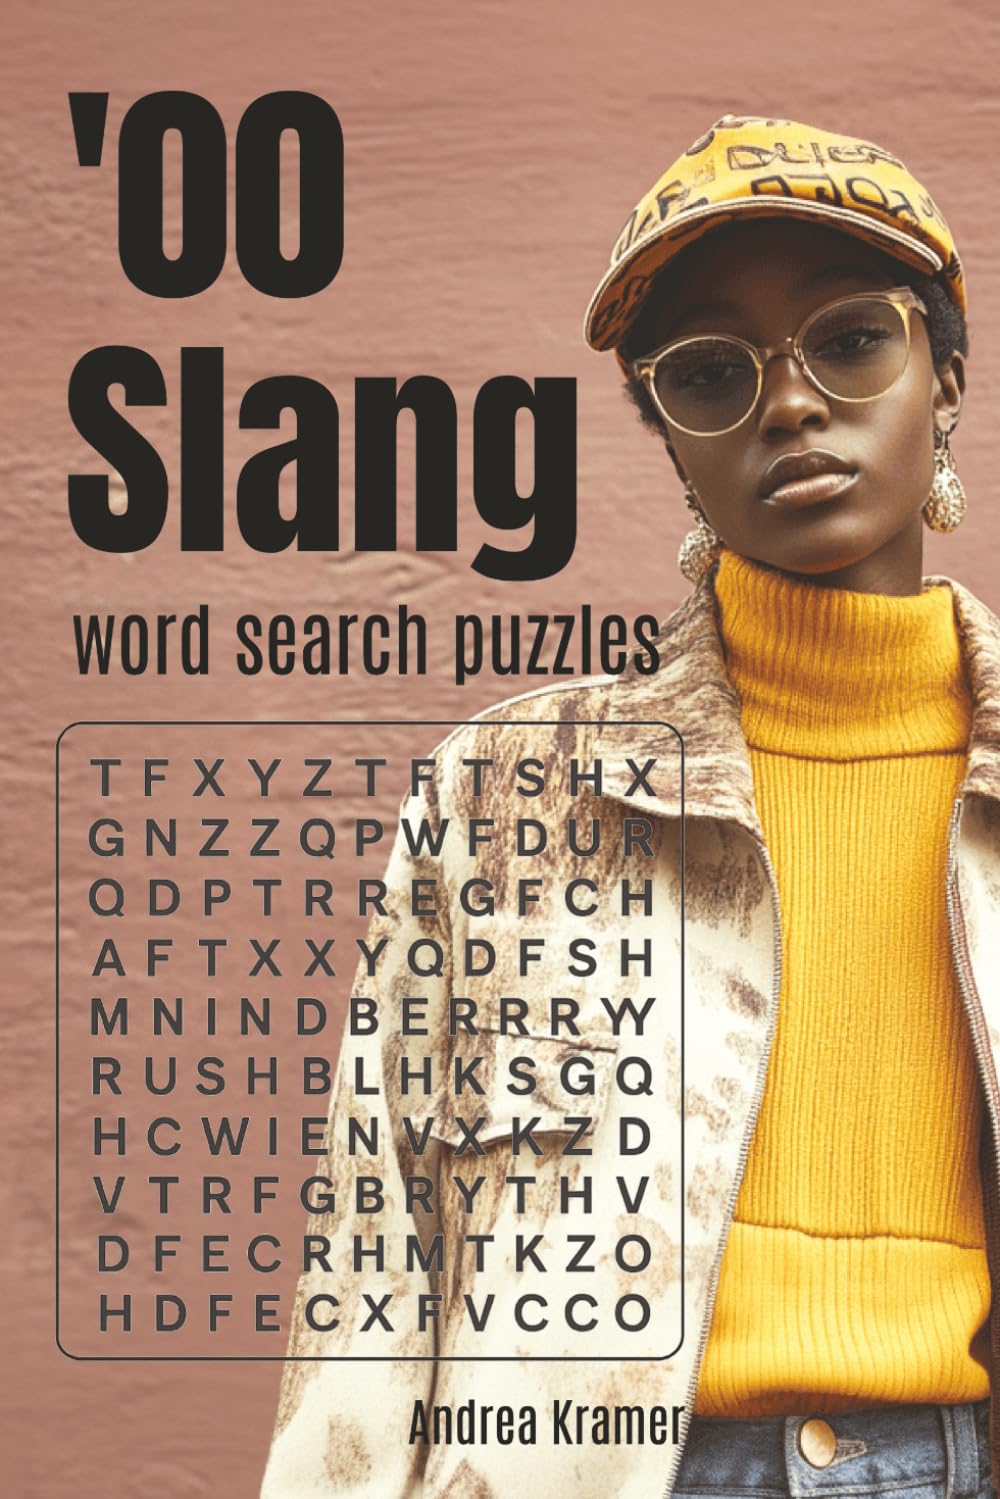 '00
Slang
word search puzzles
T F X Y Z T F T S H X
G N Z Z Q P W F D U R
Q D P T R R E G F C H
A F T X X Y Q D F S H
M N I N D B E R R R Y Y
R U S H B L H K S G Q
H C W I E N V X K Z D
V T R F G B R Y T H V
D F E C R H M T K Z O
H D F E C X F V C C O
Andrea Kramer